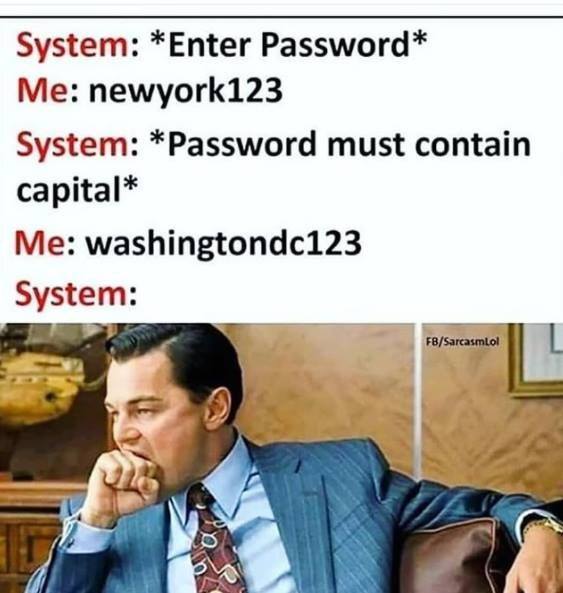 System: *Enter Password*
Me: newyork123
System: *Password must contain
capital*
Me: washingtondc123
System:
FB/SarcasmLol